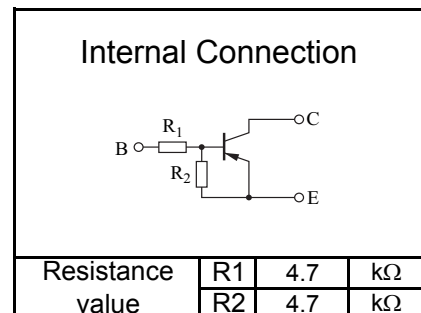 Internal Connection
C
R1
B
R2
E
Resistance value R1 4.7 kΩ
R2 4.7 kΩ